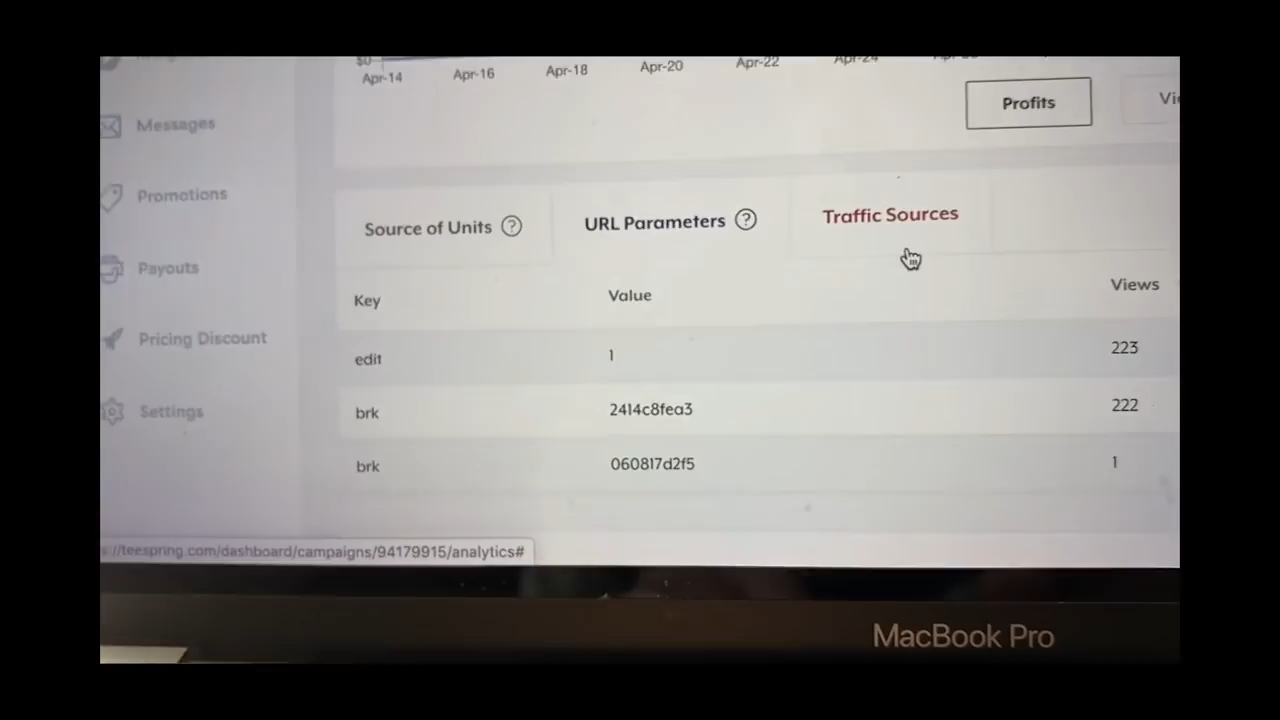 $0
Apr-14 Apr-16 Apr-18 Apr-20 Apr-22 Apr-24
Profits
Messages
Promotions
Source of Units ? URL Parameters ? Traffic Sources
Payouts
Key Value Views
Pricing Discount
edit 1 223
Settings
brk 2414c8fea3 222
brk 060817d2f5 1
s://teespring.com/dashboard/campaigns/94179915/analytics#
MacBook Pro